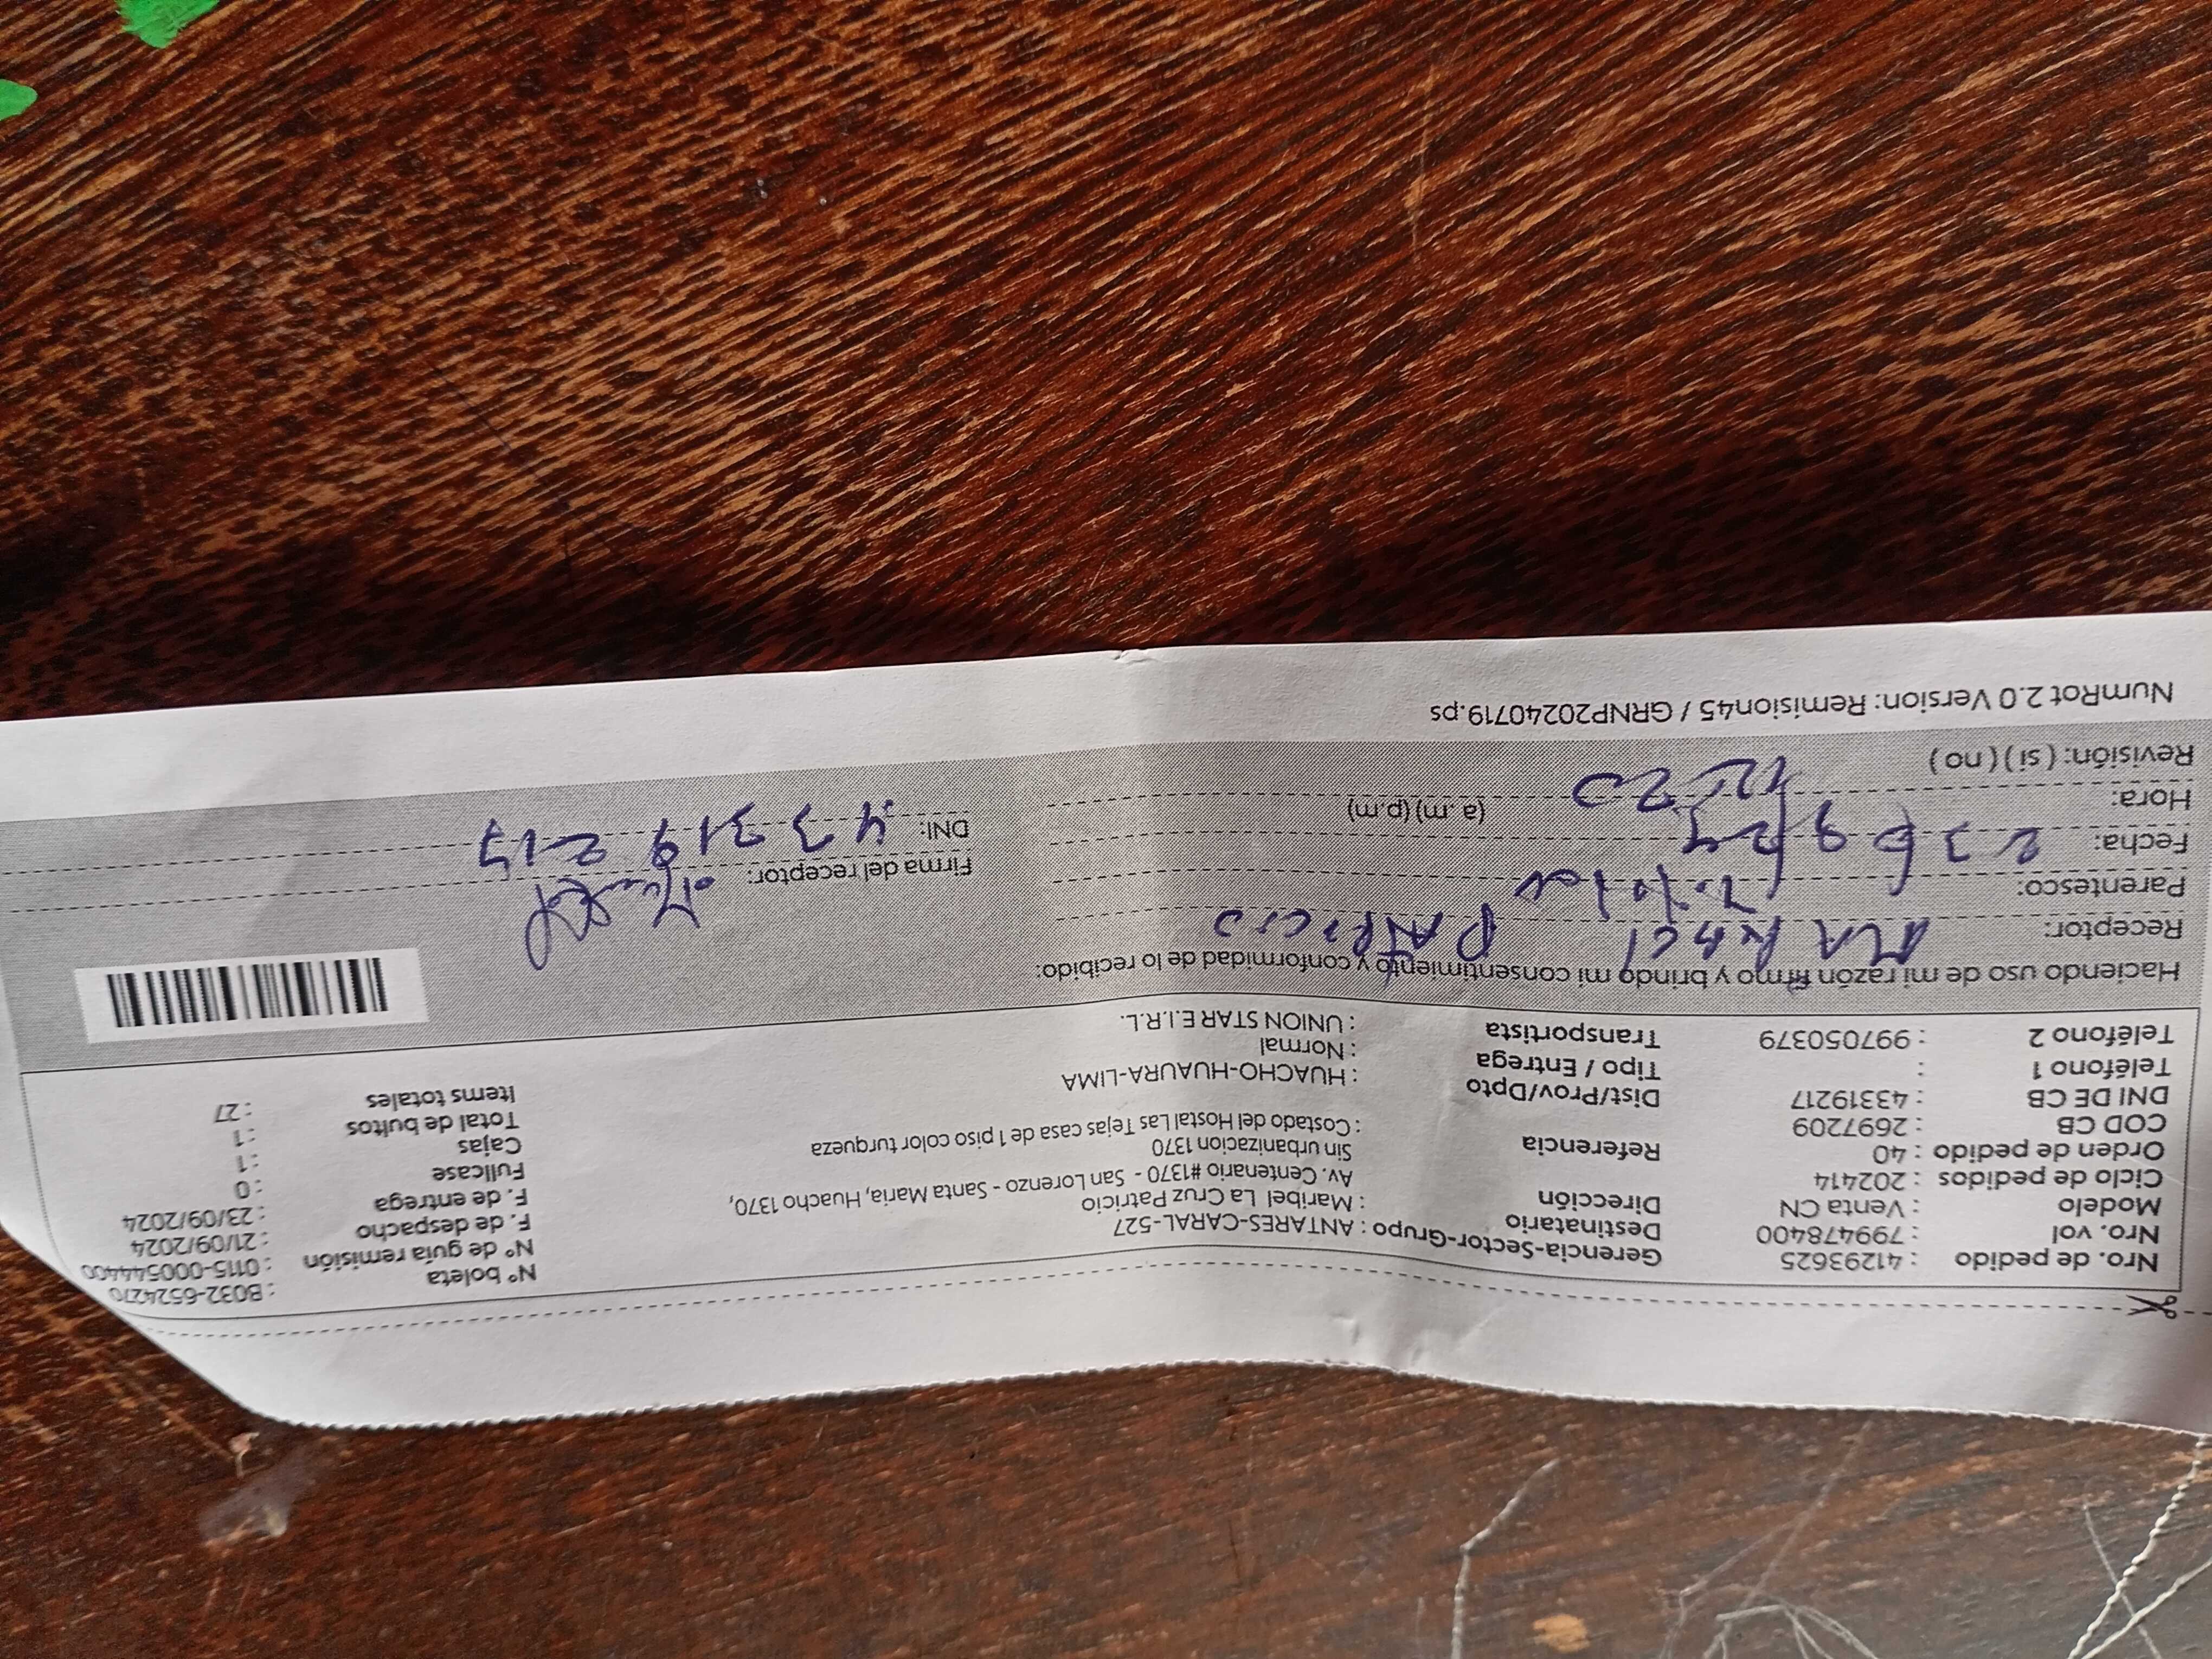 Nro. de pedido : 41293625
Nro. vol : 799478400
Modelo : Venta CN
Ciclo de pedidos : 202414
Orden de pedido : 40
COD CB : 2697209
DNI DE CB : 43319217
Teléfono 1 :
Teléfono 2 : 997050379
Gerencia-Sector-Grupo : ANTARES-CARAL-527
Destinatario : Maribel La Cruz Patricio
Dirección Av. Centenario #1370 - San Lorenzo - Santa Maria, Huacho 1370,
Sin urbanizacion 1370
Referencia : Costado del Hostal Las Tejas casa de 1 piso color turqueza
Dist/Prov/Dpto : HUACHO-HUAURA-LIMA
Tipo / Entrega : Normal
Transportista : UNION STAR E.I.R.L.
N° boleta : B032-6524270
N° de guía remisión : 0115-000544400
F. de despacho : 21/09/2024
F. de entrega : 23/09/2024
Fullcase : 0
Cajas : 1
Total de bultos : 1
Items totales : 27
Haciendo uso de mi razón firmo y brindo mi consentimiento y conformidad de lo recibido:
Receptor: PATRICIO
Parentesco: Titular
Fecha: 23/9/24
Hora: 12:20 (a.m) (p.m)
Revisión: ( si ) ( no )
Firma del receptor:
DNI: 43319217
NumRot 2.0 Version: Remision45 / GRNP20240719.ps